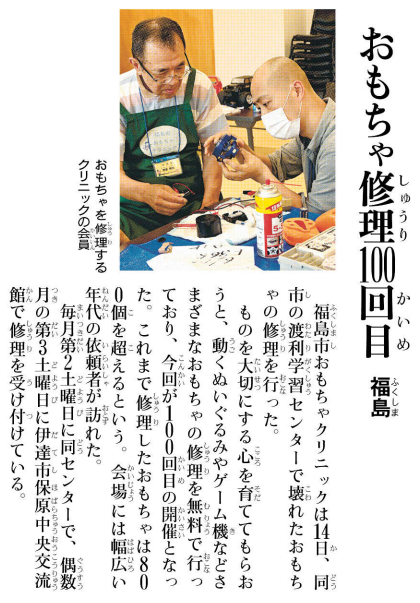 おもちゃ修理100回目
福島
福島市おもちゃクリニックは14日、同
市の渡利学習センターで壊れたおもち
ゃの修理を行った。
ものを大切にする心を育ててもらお
うと、動くぬいぐるみやゲーム機などさ
まざまなおもちゃの修理を無料で行っ
ており、今回が100回目の開催となっ
た。これまで修理したおもちゃは80
0個を超えるという。会場には幅広い
年代の依頼者が訪れた。
毎月第2土曜日に同センターで、偶数
月の第3土曜日に伊達市保原中央交流
館で修理を受け付けている。
おもちゃを修理する
クリニックの会員